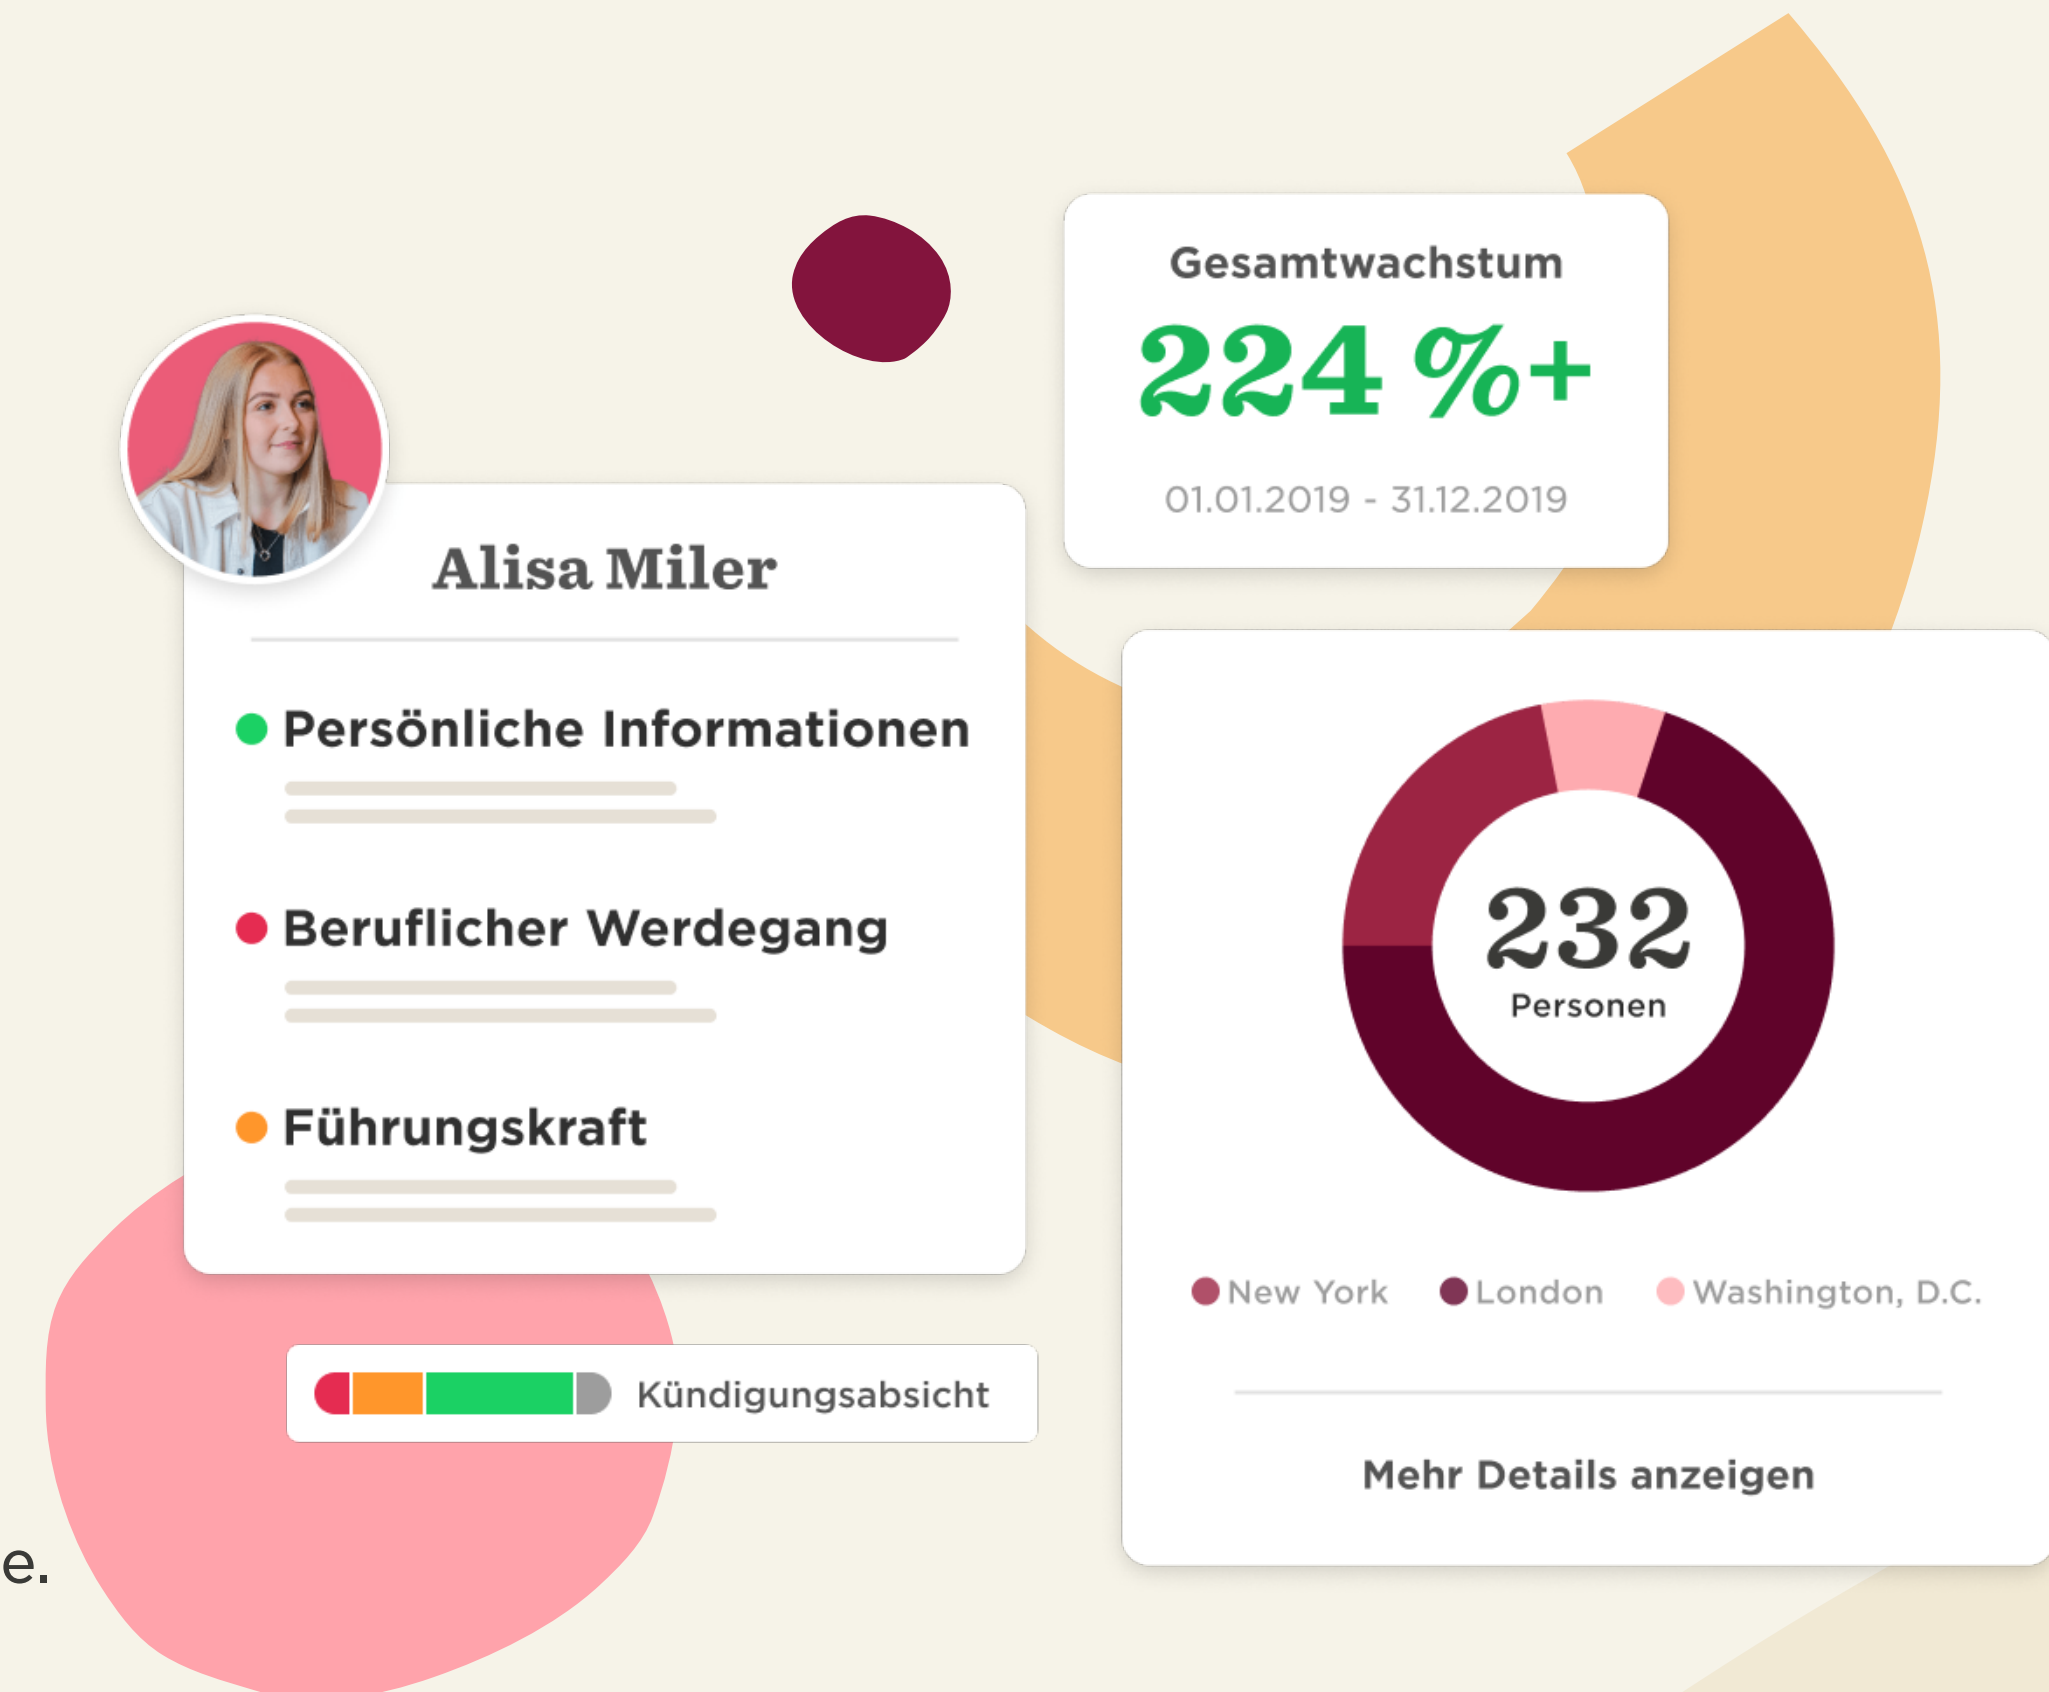 Gesamtwachstum
224 %+
01.01.2019 - 31.12.2019
Alisa Miler
Persönliche Informationen
Beruflicher Werdegang
Führungskraft
Kündigungsabsicht
232
Personen
New York London Washington, D.C.
Mehr Details anzeigen
e.